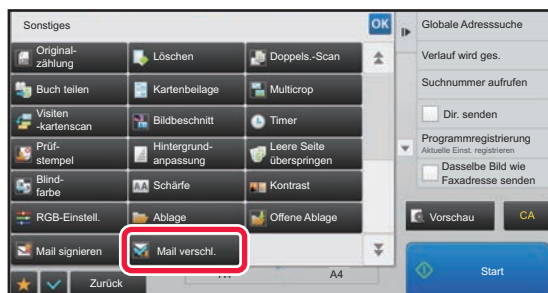 Sonstiges
OK
Original-
zählung
Löschen
Doppels.-Scan
Buch teilen
Kartenbeilage
Multicrop
Visiten
-kartenscan
Bildbeschnitt
Timer
Prüf-
stempel
Hintergrund-
anpassung
Leere Seite
überspringen
Blind-
farbe
AA Schärfe
Kontrast
RGB-Einstell.
Ablage
Offene Ablage
Mail signieren
Mail verschl.
Zurück
A4
Globale Adresssuche
Verlauf wird ges.
Suchnummer aufrufen
Dir. senden
Programmregistrierung
Aktuelle Einst. registrieren
Dasselbe Bild wie
Faxadresse senden
Vorschau
CA
Start